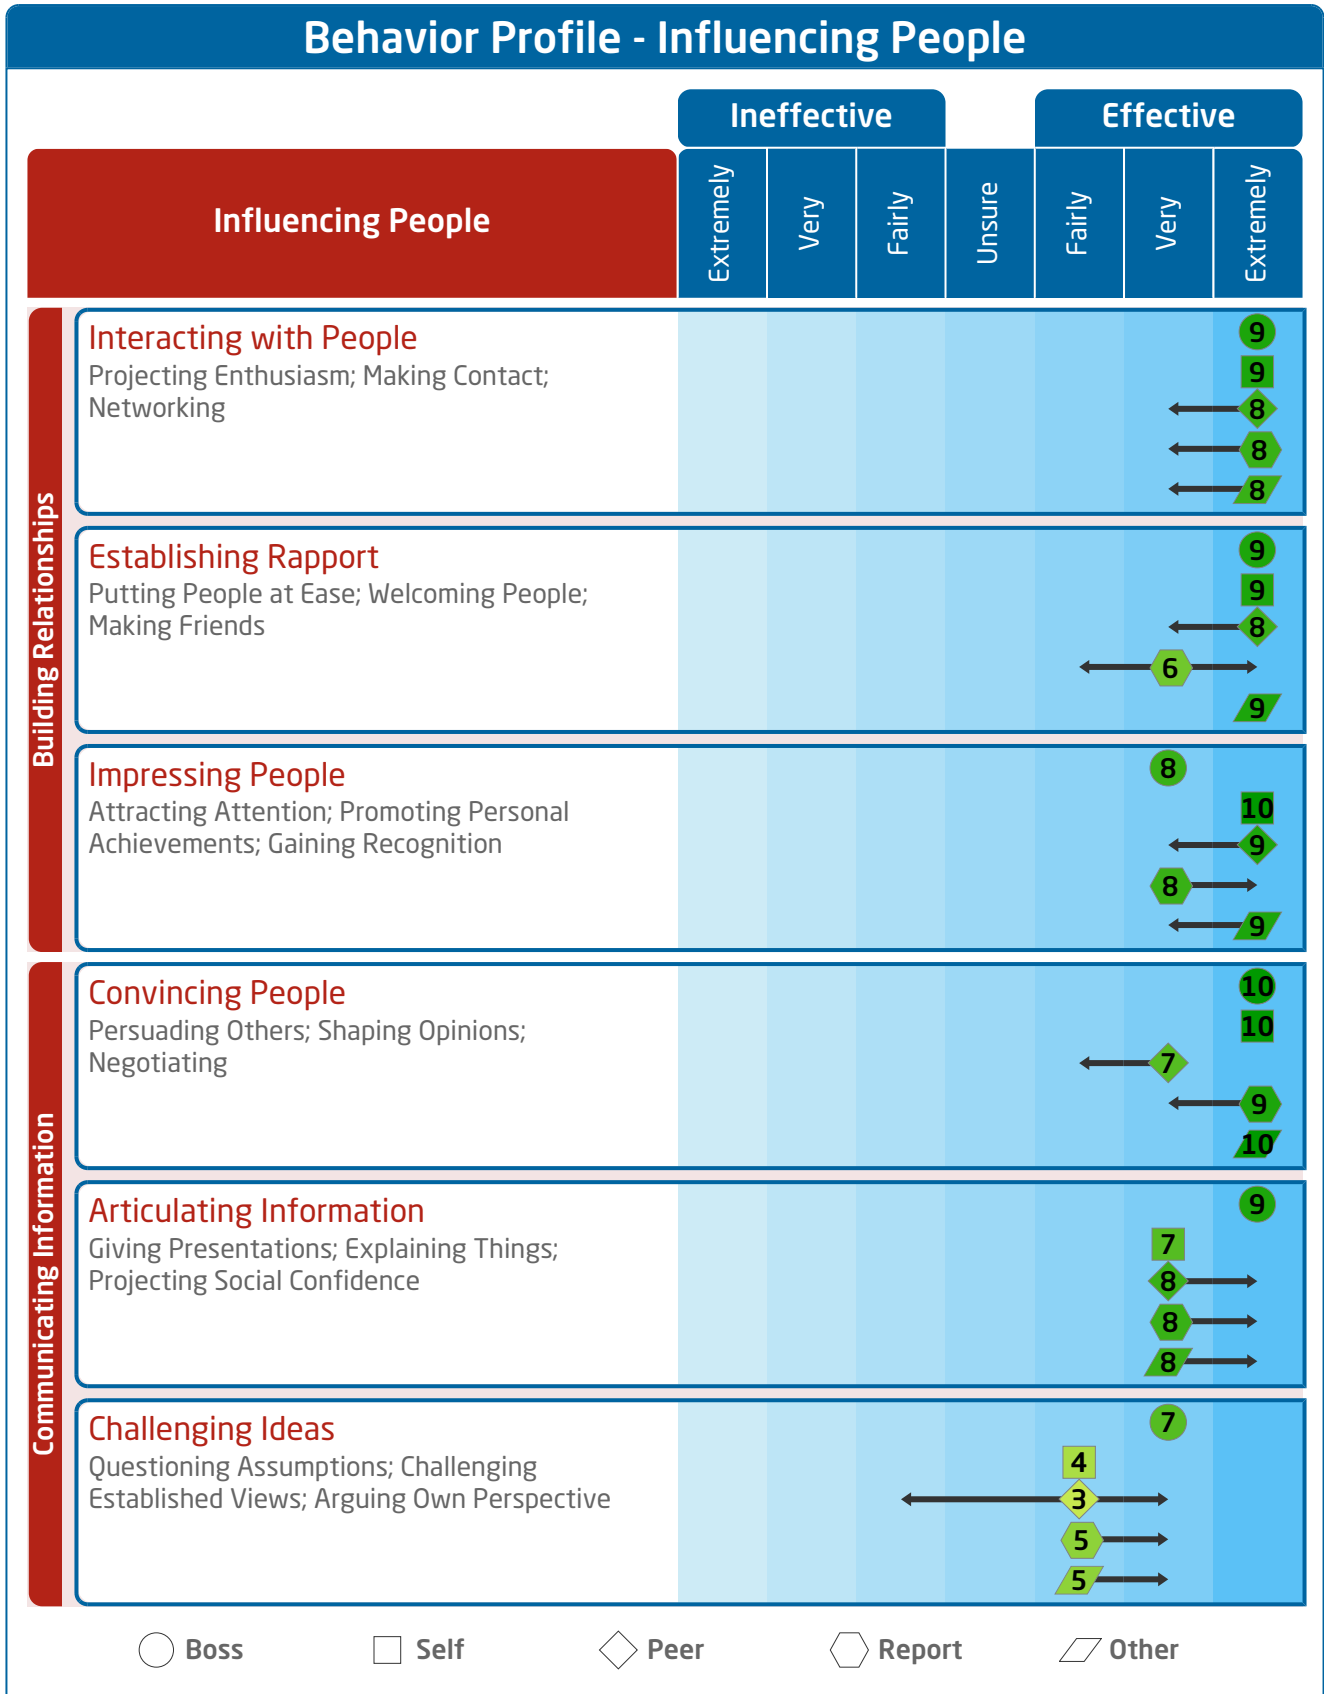 Behavior Profile - Influencing People
Ineffective
Effective
Influencing People
Extremely
Very
Fairly
Unsure
Fairly
Very
Extremely
Building Relationships
Interacting with People
Projecting Enthusiasm; Making Contact;
Networking
9
9
8
8
8
Establishing Rapport
Putting People at Ease; Welcoming People;
Making Friends
9
9
8
6
9
Impressing People
Attracting Attention; Promoting Personal
Achievements; Gaining Recognition
8
10
9
8
9
Communicating Information
Convincing People
Persuading Others; Shaping Opinions;
Negotiating
10
10
7
9
10
Articulating Information
Giving Presentations; Explaining Things;
Projecting Social Confidence
9
7
8
8
8
Challenging Ideas
Questioning Assumptions; Challenging
Established Views; Arguing Own Perspective
7
4
3
5
5
Boss
Self
Peer
Report
Other